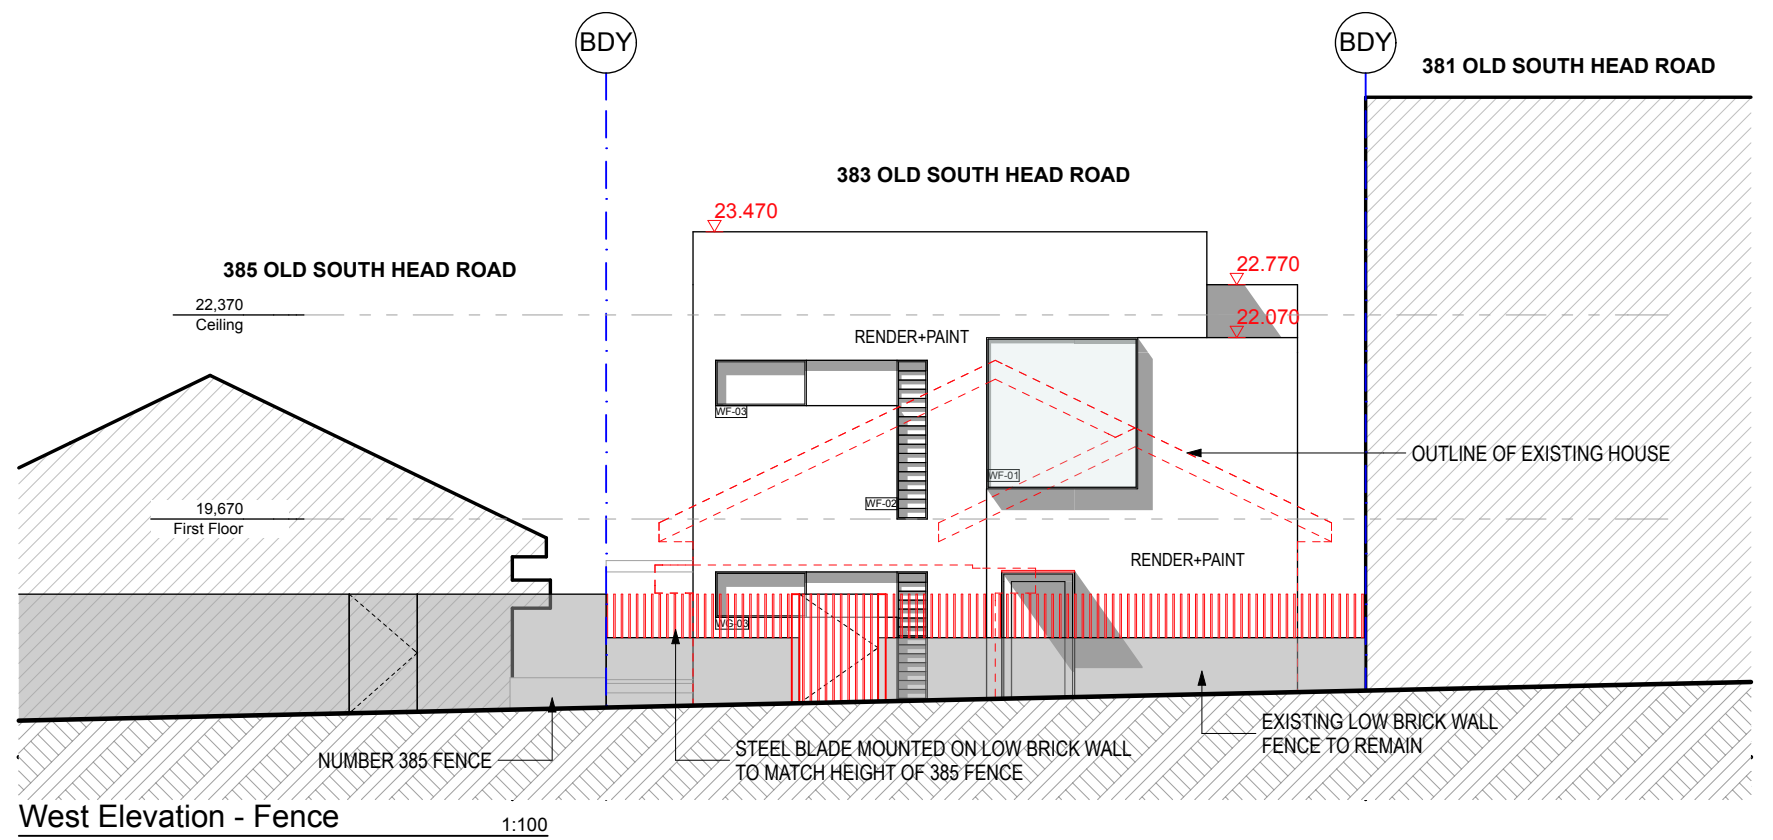 BDY
BDY
381 OLD SOUTH HEAD ROAD
383 OLD SOUTH HEAD ROAD
23.470
385 OLD SOUTH HEAD ROAD
22.770
22,370
Ceiling
22.070
RENDER+PAINT
WF-03
OUTLINE OF EXISTING HOUSE
WF-01
WF-02
19,670
First Floor
RENDER+PAINT
WG-03
EXISTING LOW BRICK WALL
FENCE TO REMAIN
STEEL BLADE MOUNTED ON LOW BRICK WALL
TO MATCH HEIGHT OF 385 FENCE
NUMBER 385 FENCE
West Elevation - Fence
1:100